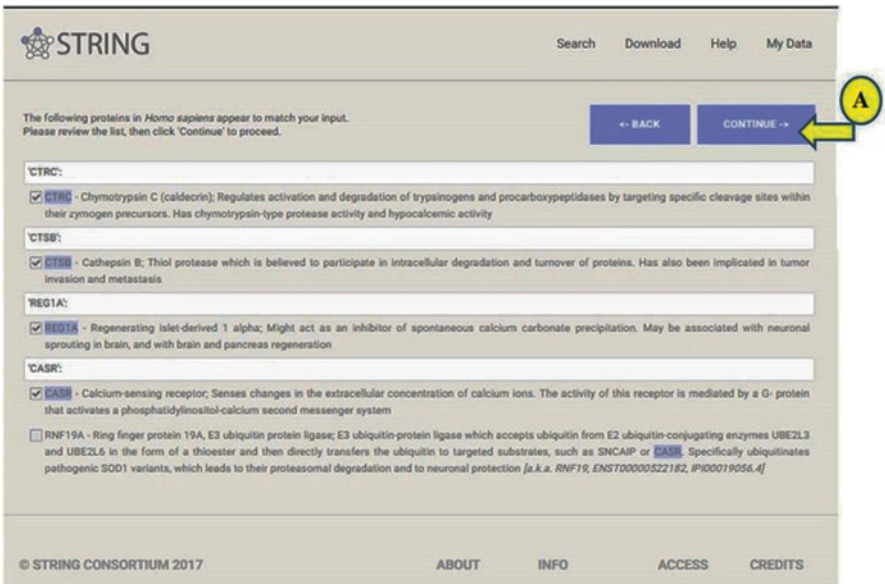 STRING
Search Download Help My Data
A
The following proteins in Homo sapiens appear to match your input.
Please review the list, then click 'Continue' to proceed.
<- BACK
CONTINUE ->
'CTRC':
CTRC - Chymotrypsin C (caldecrin); Regulates activation and degradation of trypsinogens and procarboxypeptidases by targeting specific cleavage sites within
their zymogen precursors. Has chymotrypsin-type protease activity and hypocalcemic activity
'CTSB':
CTSB - Cathepsin B; Thiol protease which is believed to participate in intracellular degradation and turnover of proteins. Has also been implicated in tumor
invasion and metastasis
'REG1A':
REG1A - Regenerating islet-derived 1 alpha; Might act as an inhibitor of spontaneous calcium carbonate precipitation. May be associated with neuronal
sprouting in brain, and with brain and pancreas regeneration
'CASR':
CASR - Calcium-sensing receptor; Senses changes in the extracellular concentration of calcium ions. The activity of this receptor is mediated by a G- protein
that activates a phosphatidylinositol-calcium second messenger system
RNF19A - Ring finger protein 19A, E3 ubiquitin protein ligase; E3 ubiquitin-protein ligase which accepts ubiquitin from E2 ubiquitin-conjugating enzymes UBE2L3
and UBE2L6 in the form of a thioester and then directly transfers the ubiquitin to targeted substrates, such as SNCAIP or CASR. Specifically ubiquitinates
pathogenic SOD1 variants, which leads to their proteasomal degradation and to neuronal protection [a.k.a. RNF19, ENST00000522182, IPI00019056.4]
© STRING CONSORTIUM 2017 ABOUT INFO ACCESS CREDITS